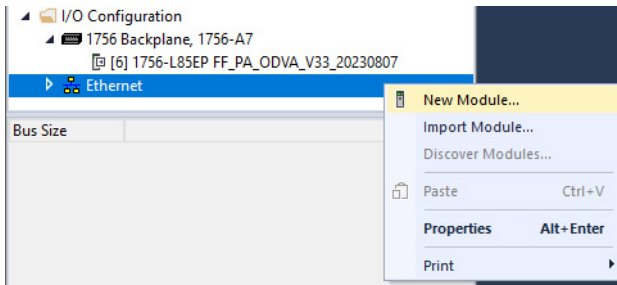 I/O Configuration
1756 Backplane, 1756-A7
[6] 1756-L85EP FF_PA_ODVA_V33_20230807
Ethernet
New Module...
Import Module...
Discover Modules...
Paste Ctrl+V
Properties Alt+Enter
Print
Bus Size